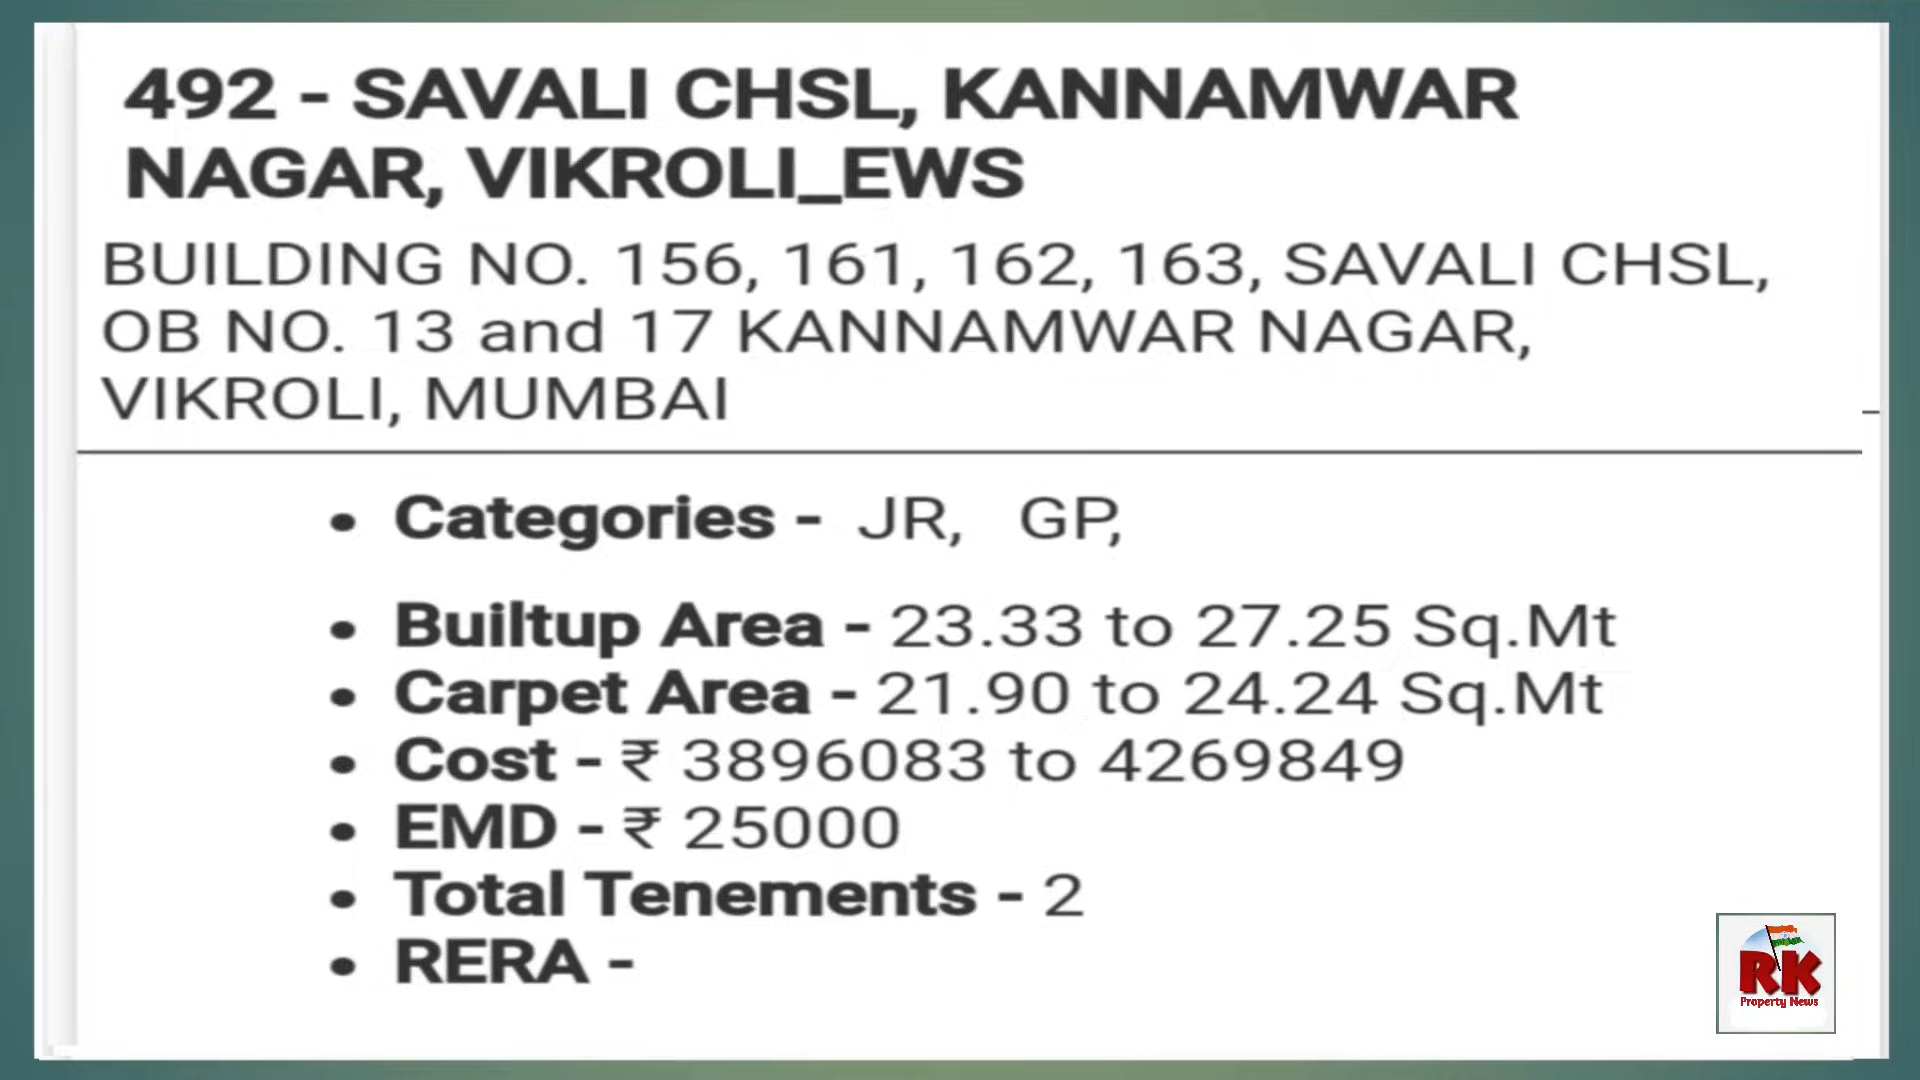 492 - SAVALI CHSL, KANNAMWAR
NAGAR, VIKROLI_EWS
BUILDING NO. 156, 161, 162, 163, SAVALI CHSL,
OB NO. 13 and 17 KANNAMWAR NAGAR,
VIKROLI, MUMBAI
• Categories - JR, GP,
• Builtup Area - 23.33 to 27.25 Sq.Mt
• Carpet Area - 21.90 to 24.24 Sq.Mt
• Cost - ₹ 3896083 to 4269849
• EMD - ₹ 25000
• Total Tenements - 2
• RERA -
RK
Property News